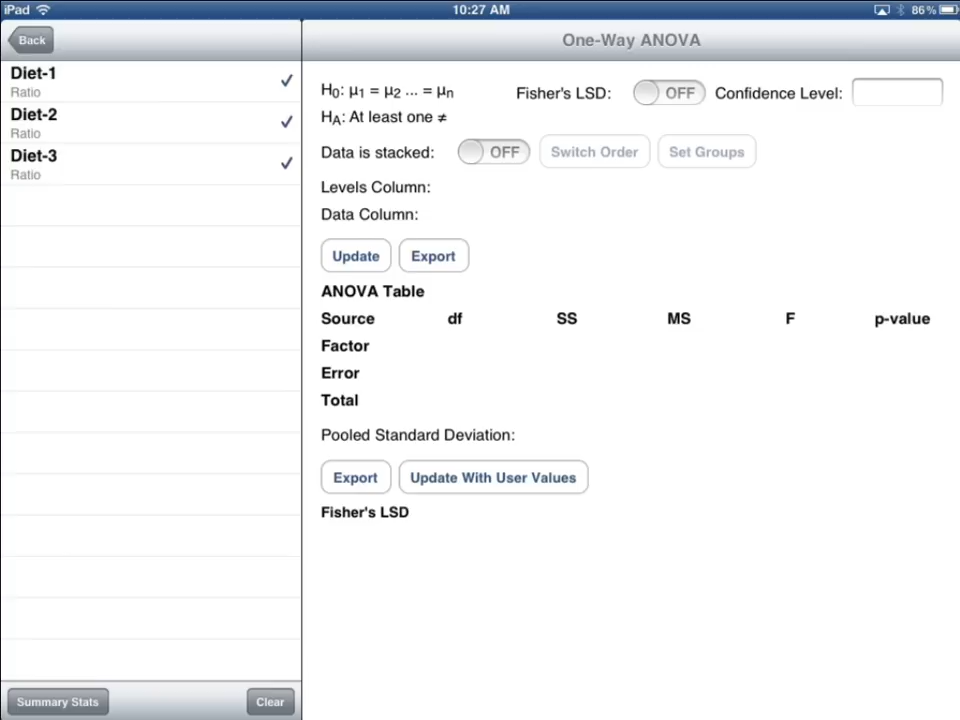 iPad 10:27 AM 86%
Back
One-Way ANOVA
Diet-1
Ratio
Diet-2
Ratio
Diet-3
Ratio
H0: μ1 = μ2 ... = μn Fisher's LSD: OFF Confidence Level:
HA: At least one ≠
Data is stacked: OFF Switch Order Set Groups
Levels Column:
Data Column:
Update Export
ANOVA Table
Source df SS MS F p-value
Factor
Error
Total
Pooled Standard Deviation:
Export Update With User Values
Fisher's LSD
Summary Stats Clear